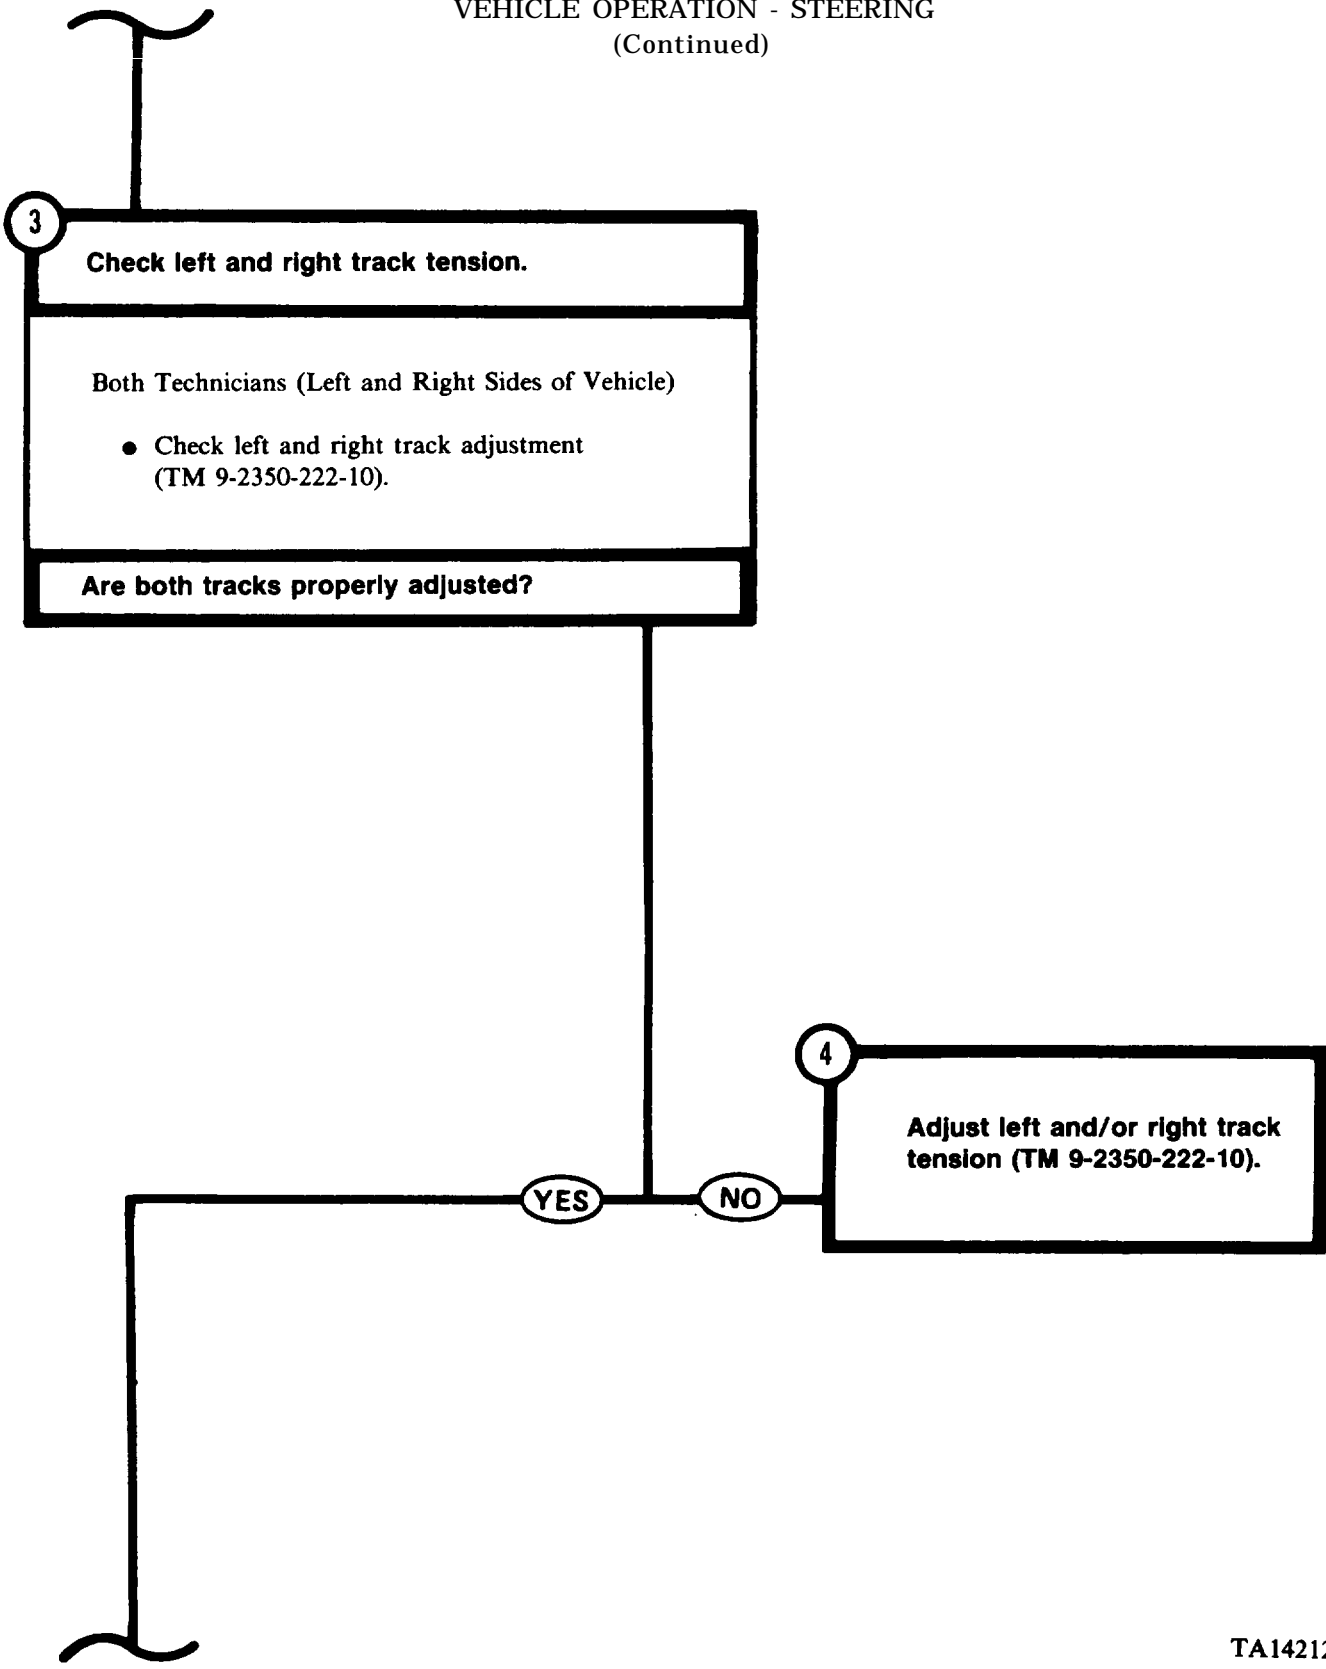 VEHICLE OPERATION - STEERING
(Continued)
3
Check left and right track tension.
Both Technicians (Left and Right Sides of Vehicle)
● Check left and right track adjustment
(TM 9-2350-222-10).
Are both tracks properly adjusted?
4
Adjust left and/or right track
tension (TM 9-2350-222-10).
YES
NO